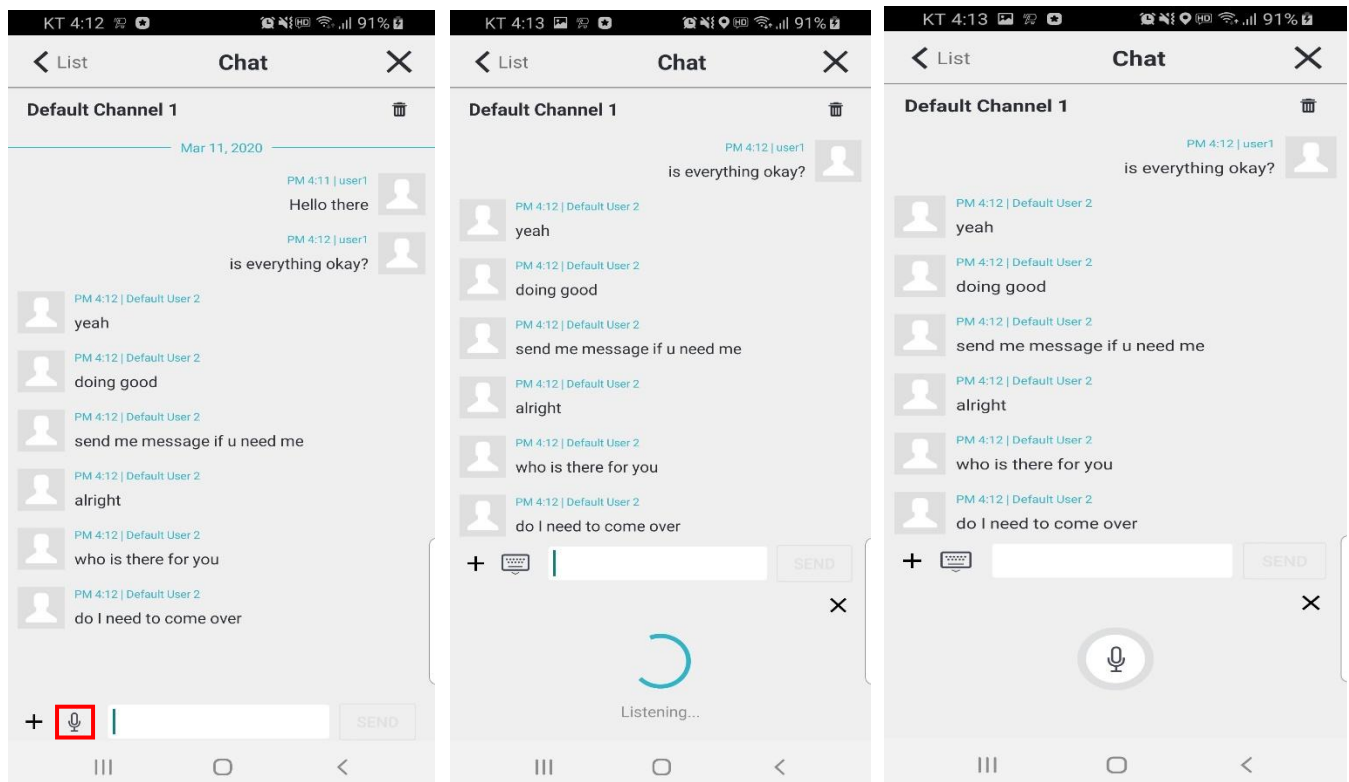 KT 4:12 HD 91%
List Chat
Default Channel 1
Mar 11, 2020
PM 4:11 | user1
Hello there
PM 4:12 | user1
is everything okay?
PM 4:12 | Default User 2
yeah
PM 4:12 | Default User 2
doing good
PM 4:12 | Default User 2
send me message if u need me
PM 4:12 | Default User 2
alright
PM 4:12 | Default User 2
who is there for you
PM 4:12 | Default User 2
do I need to come over
SEND
KT 4:13 HD 91%
List Chat
Default Channel 1
PM 4:12 | user1
is everything okay?
PM 4:12 | Default User 2
yeah
PM 4:12 | Default User 2
doing good
PM 4:12 | Default User 2
send me message if u need me
PM 4:12 | Default User 2
alright
PM 4:12 | Default User 2
who is there for you
PM 4:12 | Default User 2
do I need to come over
SEND
Listening...
KT 4:13 HD 91%
List Chat
Default Channel 1
PM 4:12 | user1
is everything okay?
PM 4:12 | Default User 2
yeah
PM 4:12 | Default User 2
doing good
PM 4:12 | Default User 2
send me message if u need me
PM 4:12 | Default User 2
alright
PM 4:12 | Default User 2
who is there for you
PM 4:12 | Default User 2
do I need to come over
SEND